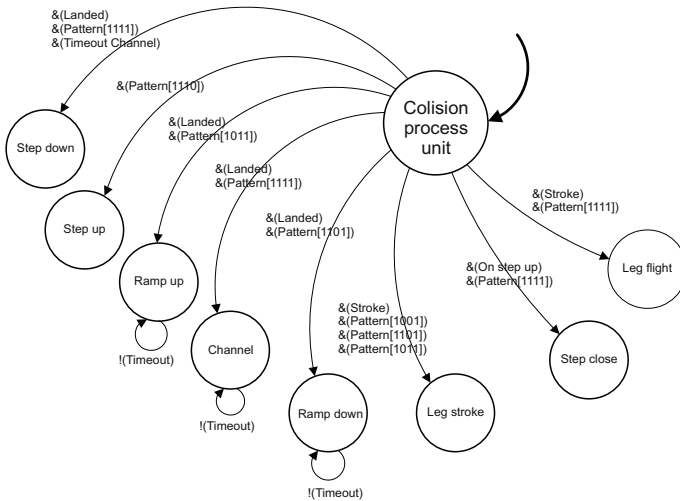 &(Landed)
&(Pattern[1111])
&(Timeout Channel)
&(Pattern[1110])
Colision
process
unit
&(Landed)
&(Pattern[1011])
Step down
&(Landed)
&(Pattern[1111])
&(Stroke)
&(Pattern[1111])
&(Landed)
&(Pattern[1101])
Step up
&(On step up)
&(Pattern[1111])
Leg flight
Ramp up
&(Stroke)
&(Pattern[1001])
&(Pattern[1101])
&(Pattern[1011])
Channel
!(Timeout)
Step close
Ramp down
Leg stroke
!(Timeout)
!(Timeout)